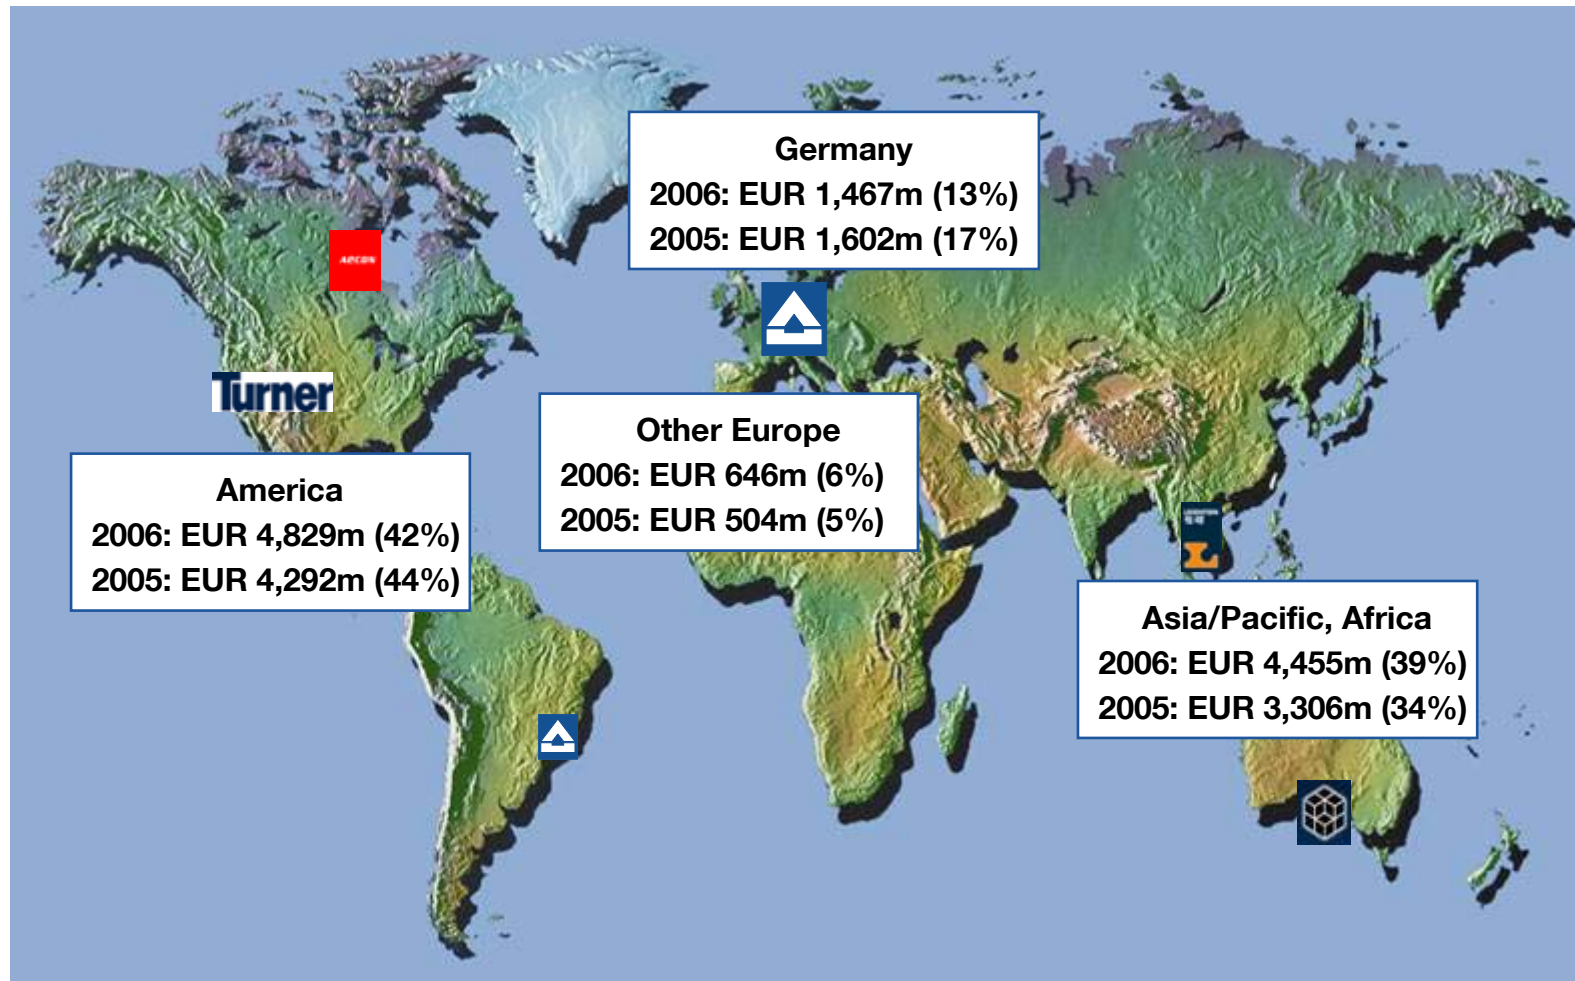 Germany
2006: EUR 1,467m (13%)
2005: EUR 1,602m (17%)
AECON
Turner
Other Europe
2006: EUR 646m (6%)
2005: EUR 504m (5%)
America
2006: EUR 4,829m (42%)
2005: EUR 4,292m (44%)
Asia/Pacific, Africa
2006: EUR 4,455m (39%)
2005: EUR 3,306m (34%)